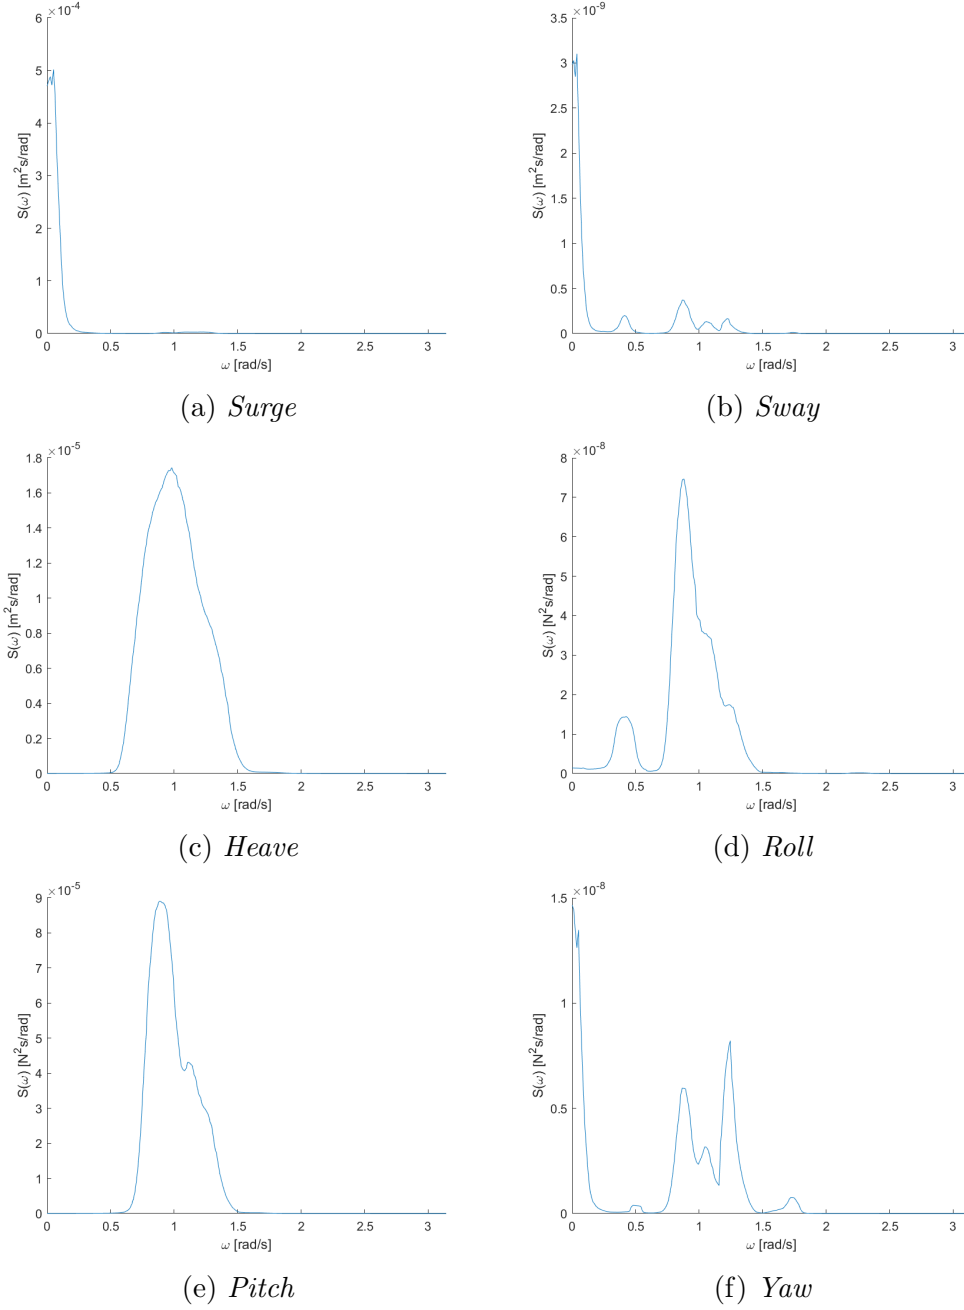 ×10⁻⁴
6
5
4
3
2
1
0
S(ω) [m²s/rad]
0 0.5 1 1.5 2 2.5 3
ω [rad/s]
(a) Surge
×10⁻⁹
3.5
3
2.5
2
1.5
1
0.5
0
S(ω) [m²s/rad]
0 0.5 1 1.5 2 2.5 3
ω [rad/s]
(b) Sway
×10⁻⁵
1.8
1.6
1.4
1.2
1
0.8
0.6
0.4
0.2
0
S(ω) [m²s/rad]
0 0.5 1 1.5 2 2.5 3
ω [rad/s]
(c) Heave
×10⁻⁸
8
7
6
5
4
3
2
1
0
S(ω) [N²s/rad]
0 0.5 1 1.5 2 2.5 3
ω [rad/s]
(d) Roll
×10⁻⁵
9
8
7
6
5
4
3
2
1
0
S(ω) [N²s/rad]
0 0.5 1 1.5 2 2.5 3
ω [rad/s]
(e) Pitch
×10⁻⁸
1.5
1
0.5
0
S(ω) [N²s/rad]
0 0.5 1 1.5 2 2.5 3
ω [rad/s]
(f) Yaw